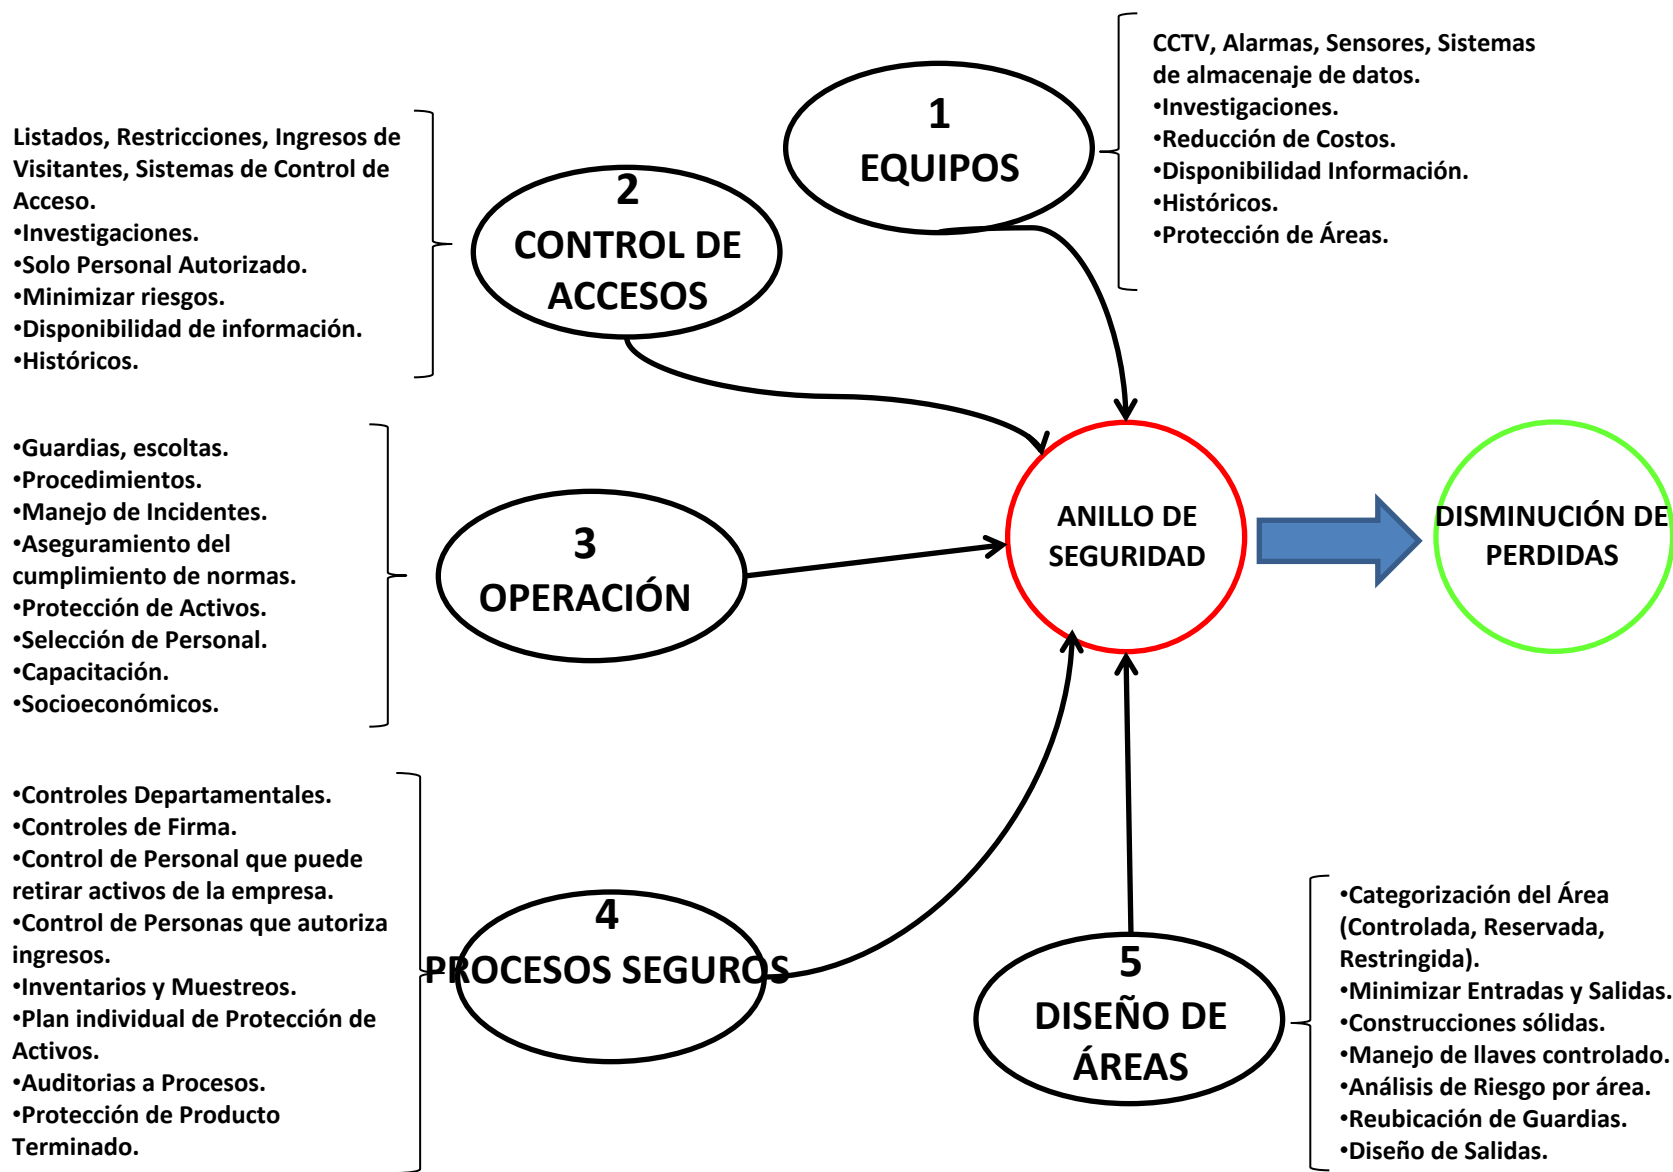 1
EQUIPOS
CCTV, Alarmas, Sensores, Sistemas
de almacenaje de datos.
•Investigaciones.
•Reducción de Costos.
•Disponibilidad Información.
•Históricos.
•Protección de Áreas.
Listados, Restricciones, Ingresos de
Visitantes, Sistemas de Control de
Acceso.
•Investigaciones.
•Solo Personal Autorizado.
•Minimizar riesgos.
•Disponibilidad de información.
•Históricos.
2
CONTROL DE
ACCESOS
•Guardias, escoltas.
•Procedimientos.
•Manejo de Incidentes.
•Aseguramiento del
cumplimiento de normas.
•Protección de Activos.
•Selección de Personal.
•Capacitación.
•Socioeconómicos.
3
OPERACIÓN
ANILLO DE
SEGURIDAD
DISMINUCIÓN DE
PERDIDAS
•Controles Departamentales.
•Controles de Firma.
•Control de Personal que puede
retirar activos de la empresa.
•Control de Personas que autoriza
ingresos.
•Inventarios y Muestreos.
•Plan individual de Protección de
Activos.
•Auditorias a Procesos.
•Protección de Producto
Terminado.
4
PROCESOS SEGUROS
5
DISEÑO DE
ÁREAS
•Categorización del Área
(Controlada, Reservada,
Restringida).
•Minimizar Entradas y Salidas.
•Construcciones sólidas.
•Manejo de llaves controlado.
•Análisis de Riesgo por área.
•Reubicación de Guardias.
•Diseño de Salidas.